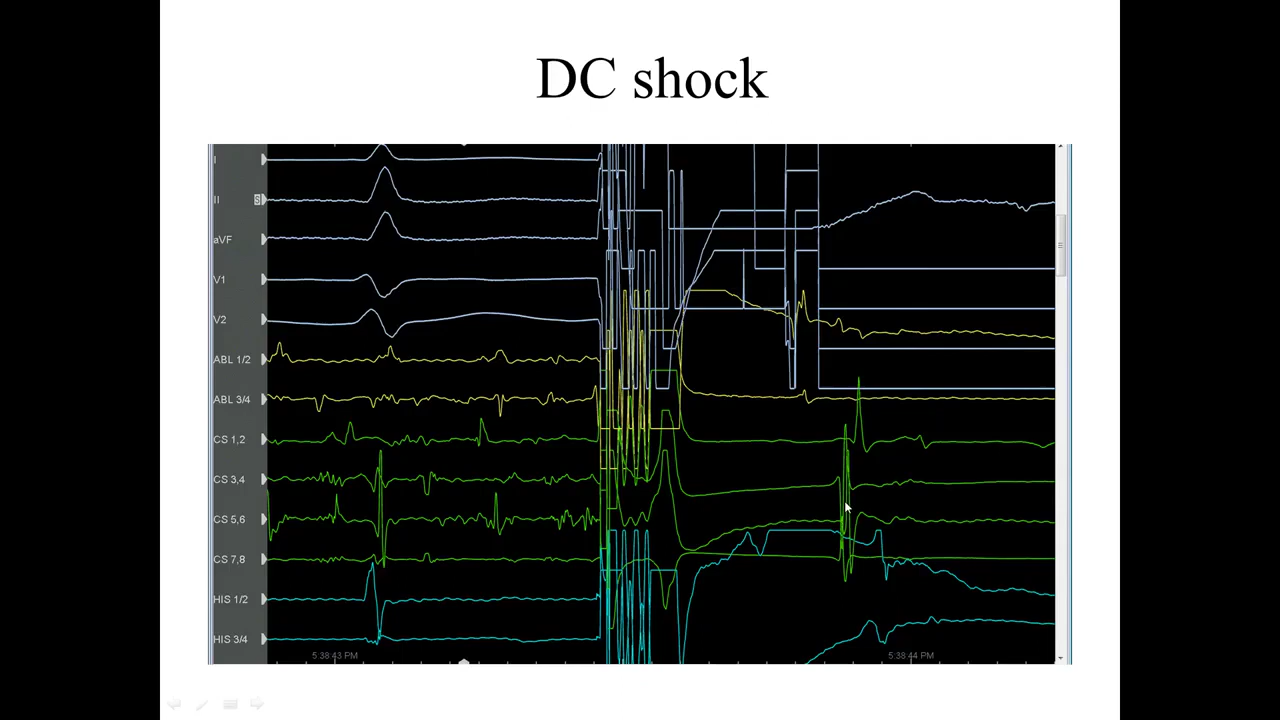 DC shock
I
II S
aVF
V1
V2
ABL 1/2
ABL 3/4
CS 1,2
CS 3,4
CS 5,6
CS 7,8
HIS 1/2
HIS 3/4
5:38:43 PM 5:38:44 PM